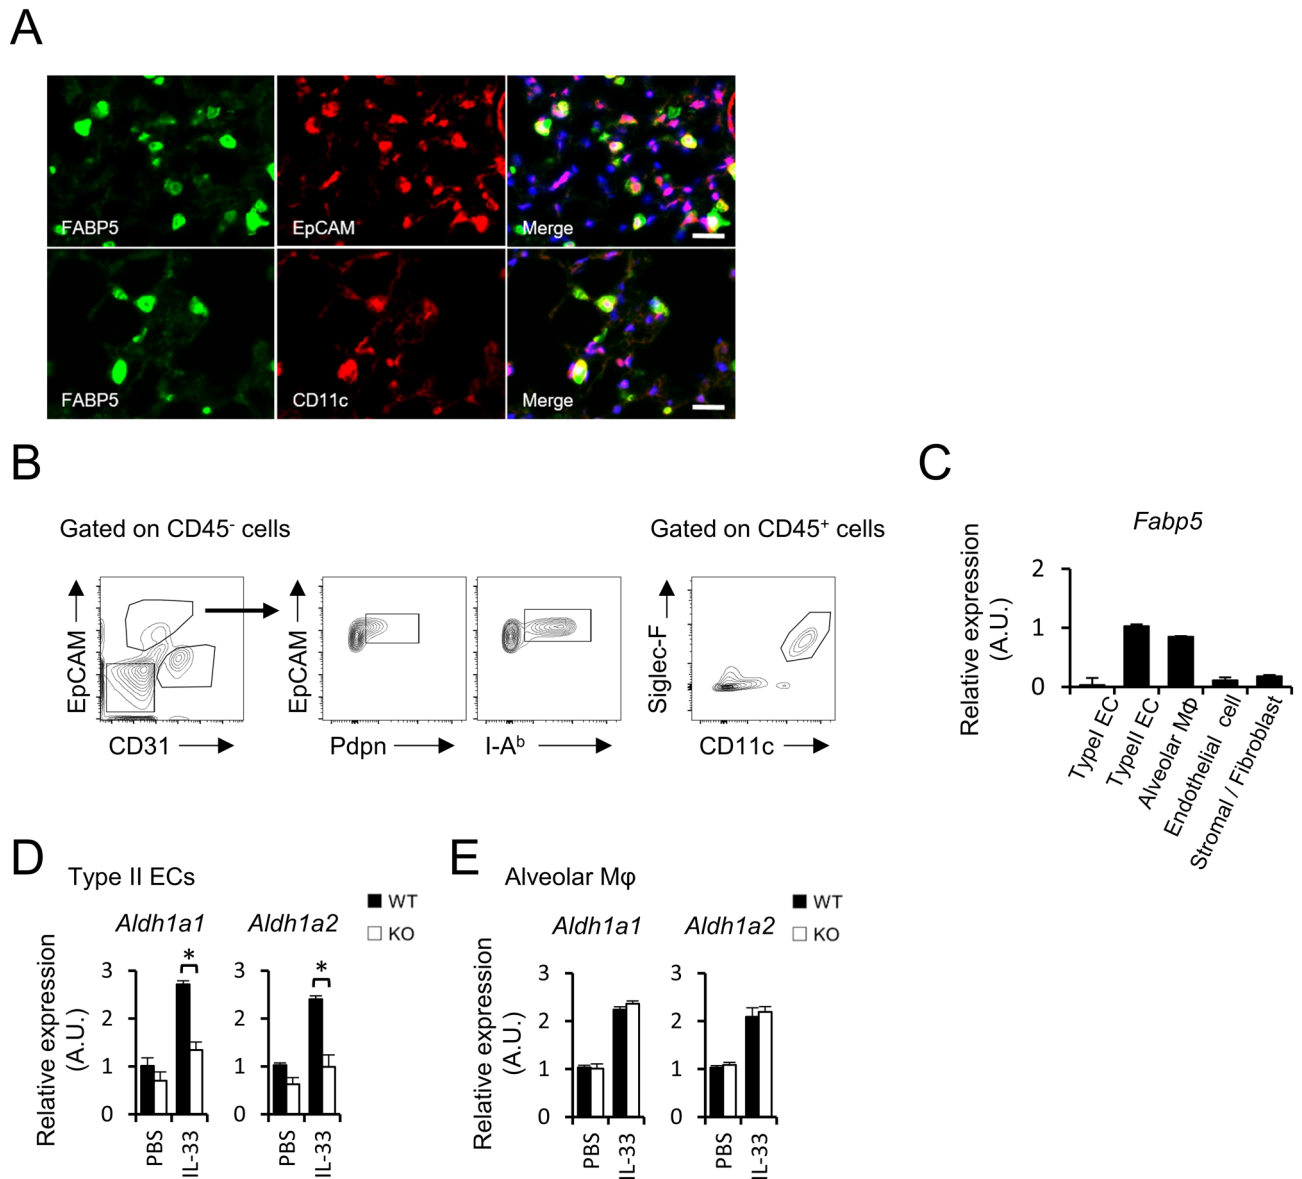 A
FABP5
EpCAM
Merge
FABP5
CD11c
Merge
B
Gated on CD45- cells
Gated on CD45+ cells
EpCAM
CD31
EpCAM
Pdpn
I-Ab
Siglec-F
CD11c
C
Fabp5
Relative expression
(A.U.)
2
1
0
TypeI EC
TypeII EC
Alveolar MΦ
Endothelial cell
Stromal / Fibroblast
D
Type II ECs
WT
KO
Aldh1a1
Aldh1a2
Relative expression
(A.U.)
3
2
1
0
*
PBS
IL-33
3
2
1
0
*
PBS
IL-33
E
Alveolar Mφ
WT
KO
Aldh1a1
Aldh1a2
Relative expression
(A.U.)
3
2
1
0
PBS
IL-33
3
2
1
0
PBS
IL-33